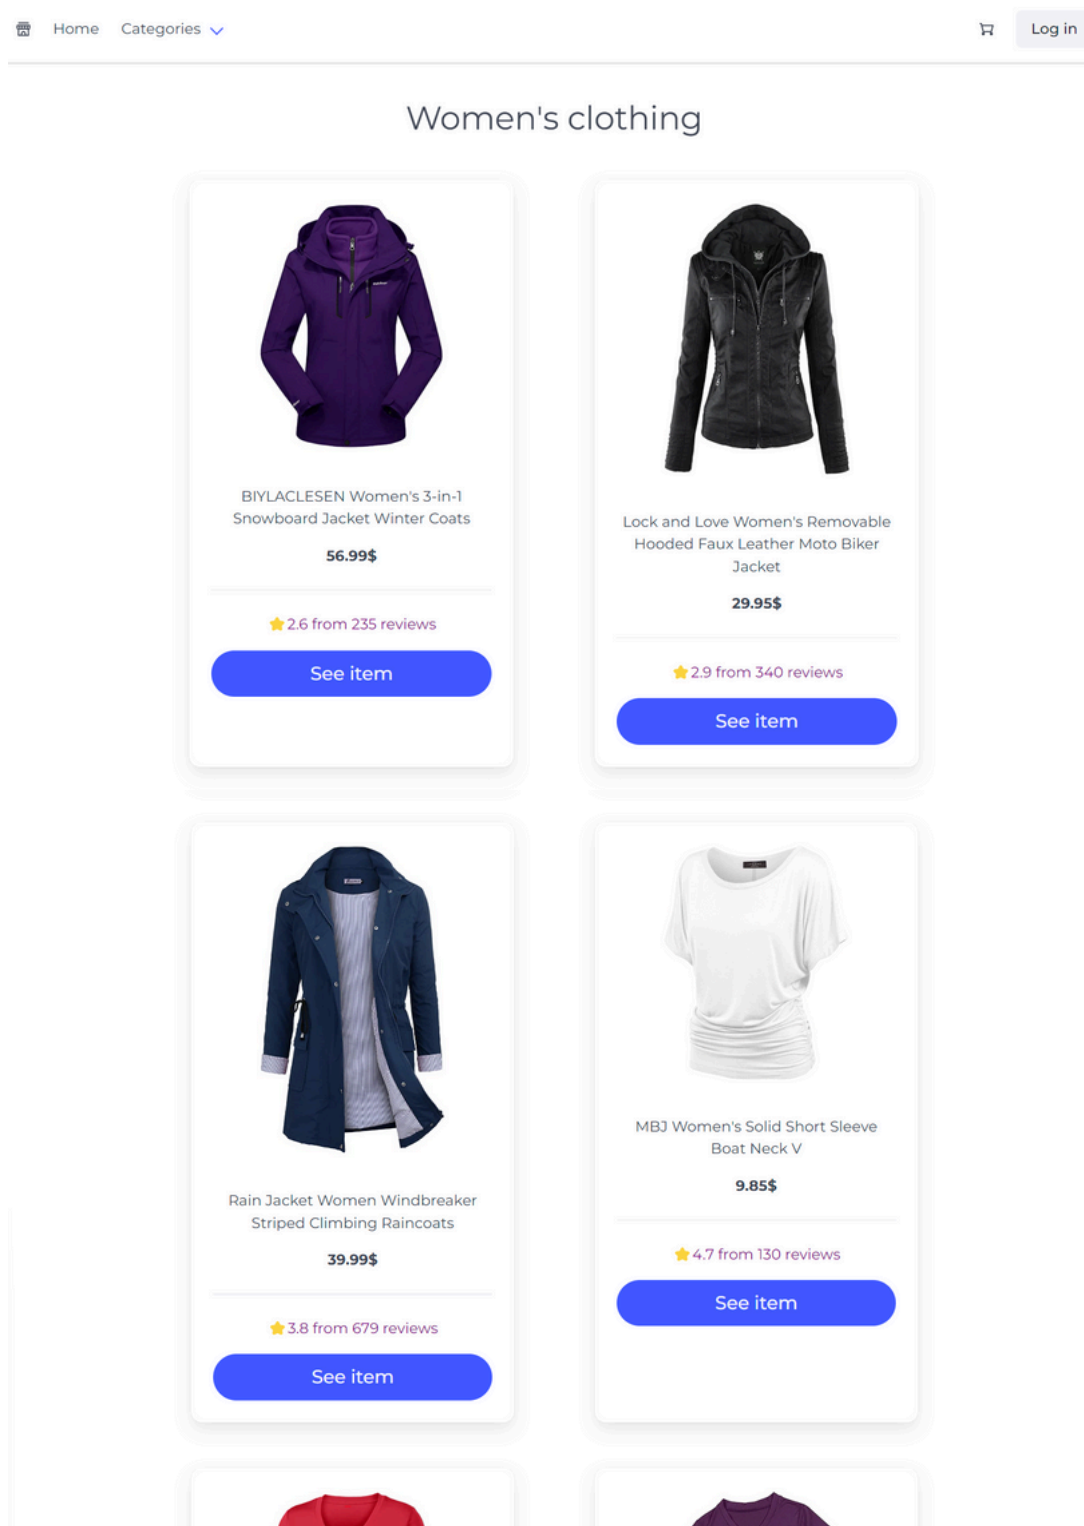 Home Categories
Log in
Women's clothing
BIYLACLESEN Women's 3-in-1
Snowboard Jacket Winter Coats
56.99$
2.6 from 235 reviews
See item
Lock and Love Women's Removable
Hooded Faux Leather Moto Biker
Jacket
29.95$
2.9 from 340 reviews
See item
Rain Jacket Women Windbreaker
Striped Climbing Raincoats
39.99$
3.8 from 679 reviews
See item
MBJ Women's Solid Short Sleeve
Boat Neck V
9.85$
4.7 from 130 reviews
See item